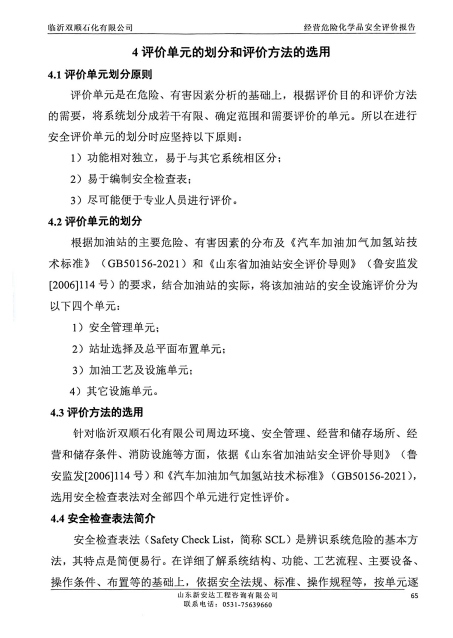 临沂双顺石化有限公司 经营危险化学品安全评价报告
4 评价单元的划分和评价方法的选用
4.1 评价单元划分原则
评价单元是在危险、有害因素分析的基础上，根据评价目的和评价方法
的需要，将系统划分成若干有限、确定范围和需要评价的单元。所以在进行
安全评价单元的划分时应坚持以下原则：
1）功能相对独立，易于与其它系统相区分；
2）易于编制安全检查表；
3）尽可能便于专业人员进行评价。
4.2 评价单元的划分
根据加油站的主要危险、有害因素的分布及《汽车加油加气加氢站技
术标准》（GB50156-2021）和《山东省加油站安全评价导则》（鲁安监发
[2006]114 号）的要求，结合加油站的实际，将该加油站的安全设施评价分为
以下四个单元：
1）安全管理单元；
2）站址选择及总平面布置单元；
3）加油工艺及设施单元；
4）其它设施单元。
4.3 评价方法的选用
针对临沂双顺石化有限公司周边环境、安全管理、经营和储存场所、经
营和储存条件、消防设施等方面，依据《山东省加油站安全评价导则》（鲁
安监发[2006]114 号）和《汽车加油加气加氢站技术标准》（GB50156-2021），
选用安全检查表法对全部四个单元进行定性评价。
4.4 安全检查表法简介
安全检查表法（Safety Check List，简称 SCL）是辨识系统危险的基本方
法，其特点是简便易行。在详细了解系统结构、功能、工艺流程、主要设备、
操作条件、布置等的基础上，依据安全法规、标准、操作规程等，按单元逐
山东新安达工程咨询有限公司 65
联系电话：0531-75639660